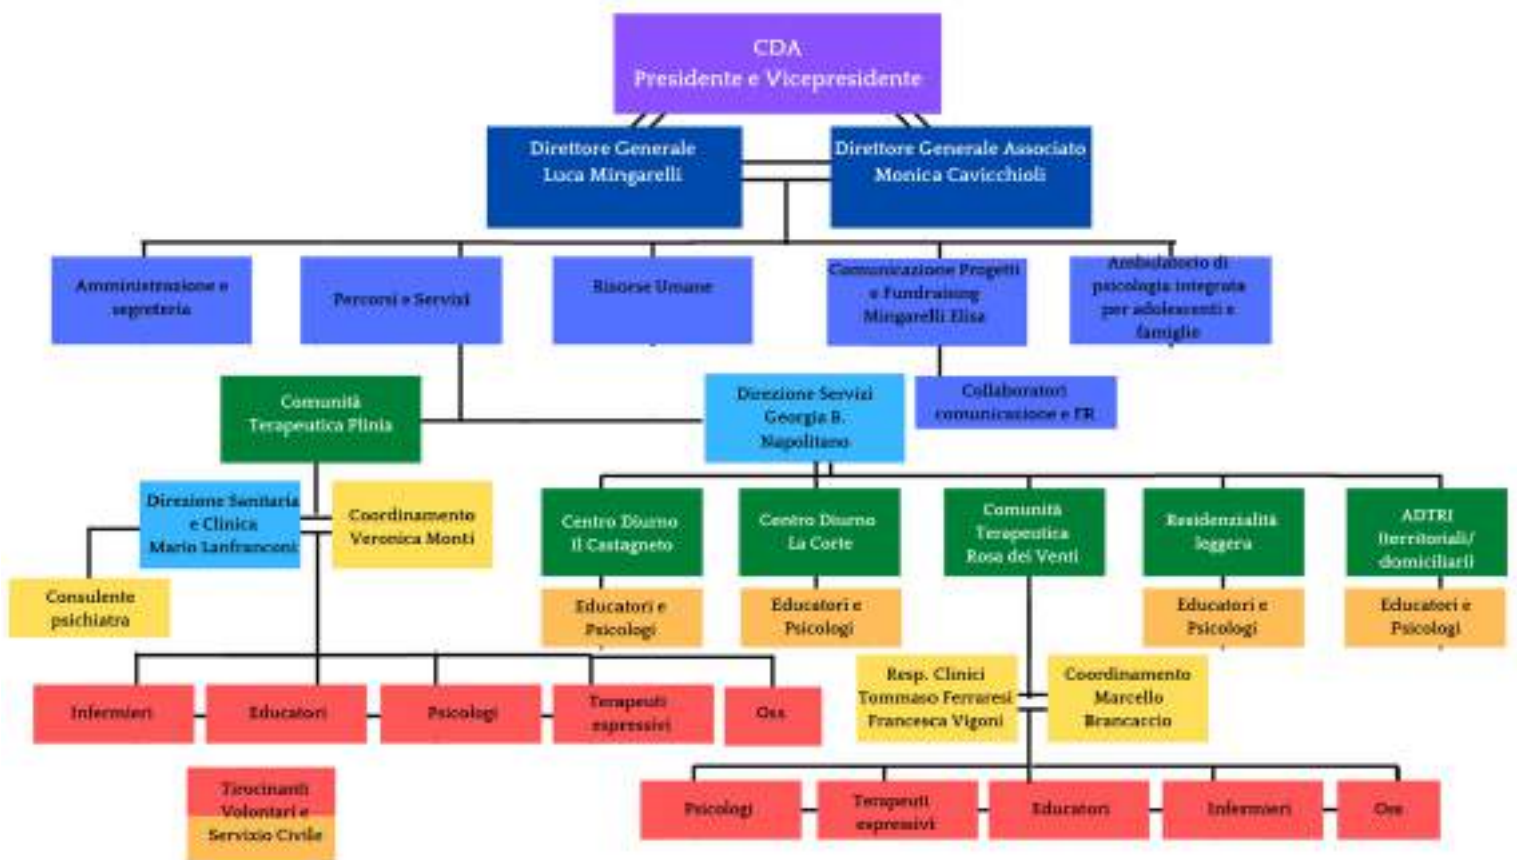 CDA
Presidente e Vicepresidente
Direttore Generale
Luca Mingarelli
Direttore Generale Associato
Monica Cavicchioli
Amministrazione e
segreteria
Percorsi e Servizi
Risorse Umane
Comunicazione Progetti
e Fundraising
Mingarelli Elisa
Ambulatorio di
psicologia integrata
per adolescenti e
famiglie
Comunità
Terapeutica Plinia
Direzione Servizi
Georgia B.
Napolitano
Collaboratori
comunicazione e FR
Direzione Sanitaria
e Clinica
Mario Lanfranconi
Coordinamento
Veronica Monti
Centro Diurno
Il Castagneto
Centro Diurno
La Corte
Comunità
Terapeutica
Rosa dei Venti
Residenzialità
leggera
ADTRI
(territoriali/
domiciliari)
Consulente
psichiatra
Educatori e
Psicologi
Educatori e
Psicologi
Educatori e
Psicologi
Educatori e
Psicologi
Resp. Clinici
Tommaso Ferraresi
Francesca Vigoni
Coordinamento
Marcello
Brancaccio
Infermieri
Educatori
Psicologi
Terapeuti
espressivi
Oss
Tirocinanti
Volontari e
Servizio Civile
Psicologi
Terapeuti
espressivi
Educatori
Infermieri
Oss